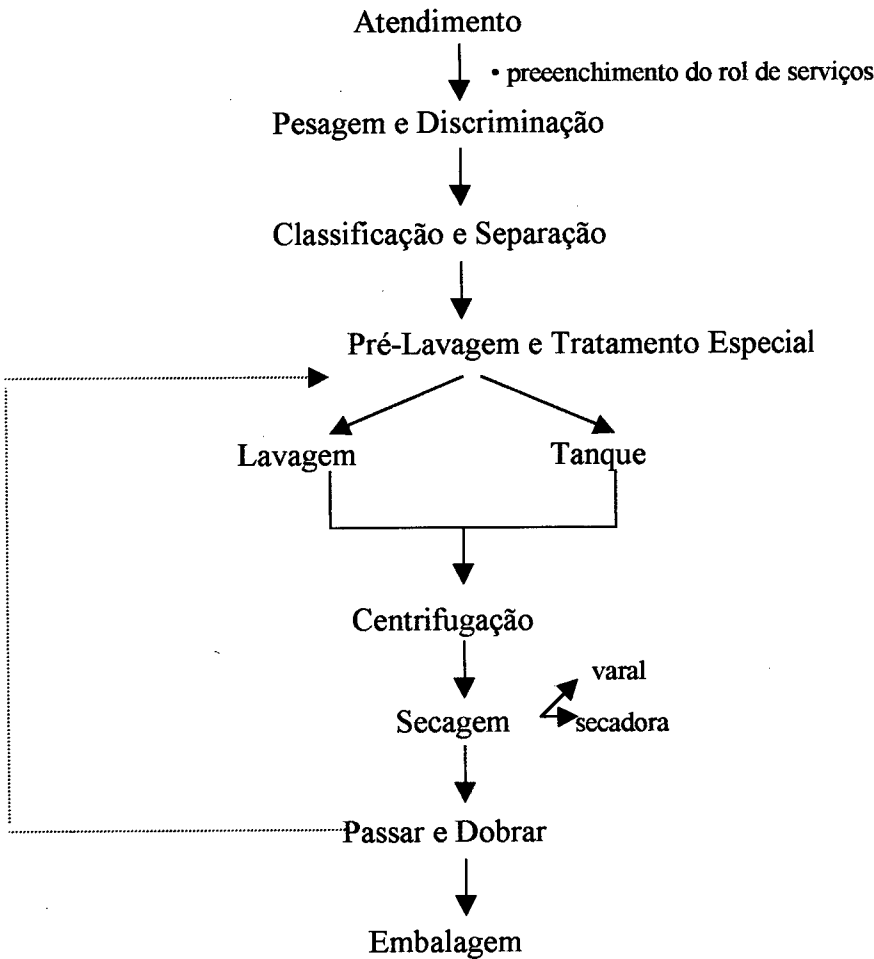 Atendimento
• preeenchimento do rol de serviços
Pesagem e Discriminação
Classificação e Separação
Pré-Lavagem e Tratamento Especial
Lavagem
Tanque
Centrifugação
varal
Secagem
secadora
Passar e Dobrar
Embalagem